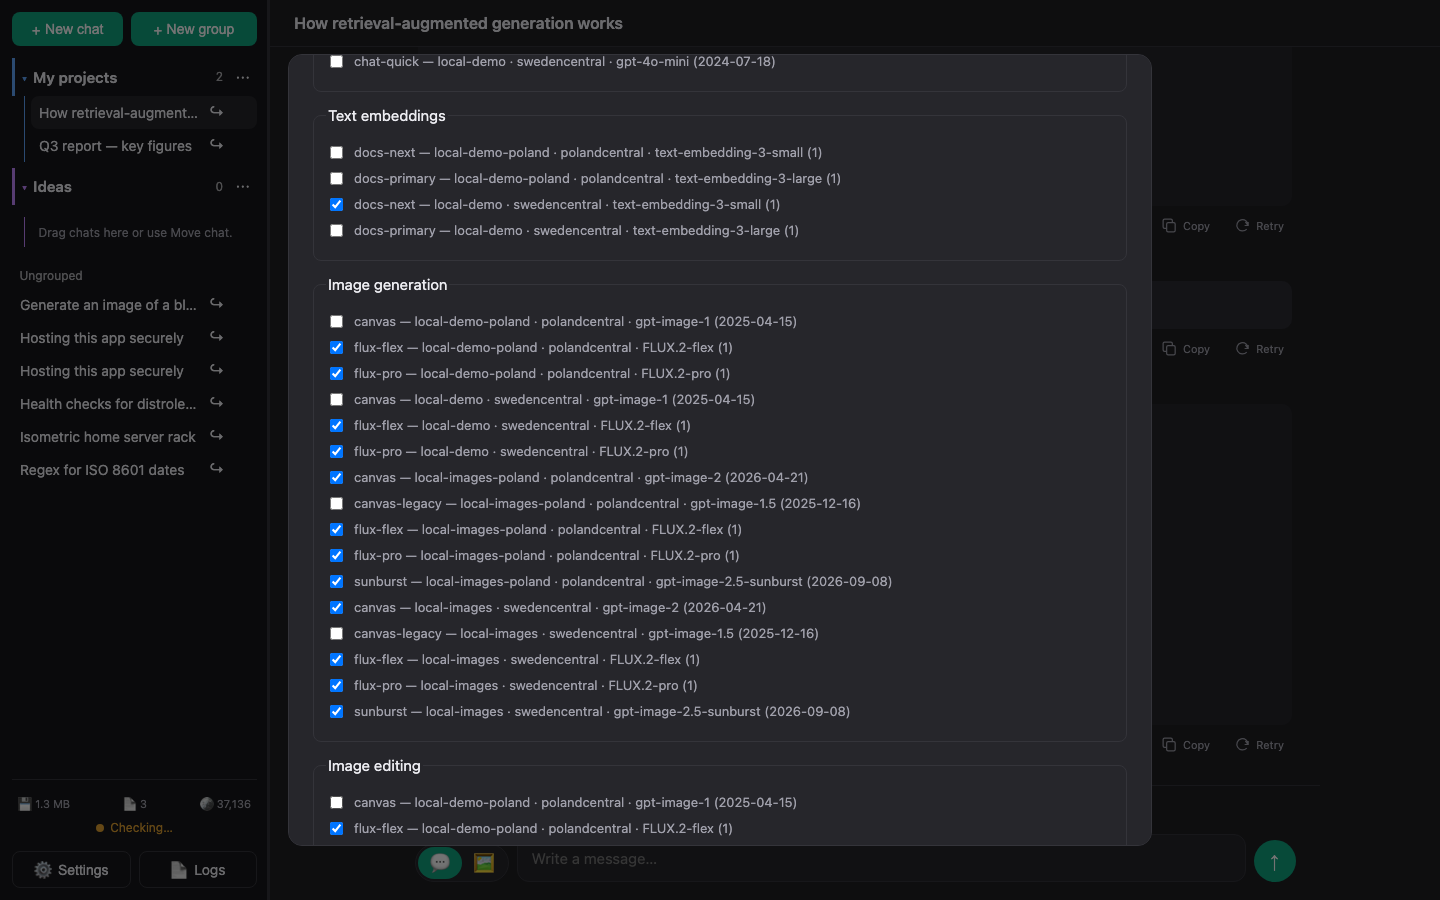 + New chat
+ New group
My projects 2 ···
How retrieval-augment...
Q3 report — key figures
Ideas 0 ···
Drag chats here or use Move chat.
Ungrouped
Generate an image of a bl...
Hosting this app securely
Hosting this app securely
Health checks for distrole...
Isometric home server rack
Regex for ISO 8601 dates
1.3 MB
3
37,136
Checking...
Settings
Logs
How retrieval-augmented generation works
chat-quick — local-demo · swedencentral · gpt-4o-mini (2024-07-18)
Text embeddings
docs-next — local-demo-poland · polandcentral · text-embedding-3-small (1)
docs-primary — local-demo-poland · polandcentral · text-embedding-3-large (1)
docs-next — local-demo · swedencentral · text-embedding-3-small (1)
docs-primary — local-demo · swedencentral · text-embedding-3-large (1)
Image generation
canvas — local-demo-poland · polandcentral · gpt-image-1 (2025-04-15)
flux-flex — local-demo-poland · polandcentral · FLUX.2-flex (1)
flux-pro — local-demo-poland · polandcentral · FLUX.2-pro (1)
canvas — local-demo · swedencentral · gpt-image-1 (2025-04-15)
flux-flex — local-demo · swedencentral · FLUX.2-flex (1)
flux-pro — local-demo · swedencentral · FLUX.2-pro (1)
canvas — local-images-poland · polandcentral · gpt-image-2 (2026-04-21)
canvas-legacy — local-images-poland · polandcentral · gpt-image-1.5 (2025-12-16)
flux-flex — local-images-poland · polandcentral · FLUX.2-flex (1)
flux-pro — local-images-poland · polandcentral · FLUX.2-pro (1)
sunburst — local-images-poland · polandcentral · gpt-image-2.5-sunburst (2026-09-08)
canvas — local-images · swedencentral · gpt-image-2 (2026-04-21)
canvas-legacy — local-images · swedencentral · gpt-image-1.5 (2025-12-16)
flux-flex — local-images · swedencentral · FLUX.2-flex (1)
flux-pro — local-images · swedencentral · FLUX.2-pro (1)
sunburst — local-images · swedencentral · gpt-image-2.5-sunburst (2026-09-08)
Image editing
canvas — local-demo-poland · polandcentral · gpt-image-1 (2025-04-15)
flux-flex — local-demo-poland · polandcentral · FLUX.2-flex (1)
Copy Retry
Copy Retry
Copy Retry
Write a message...